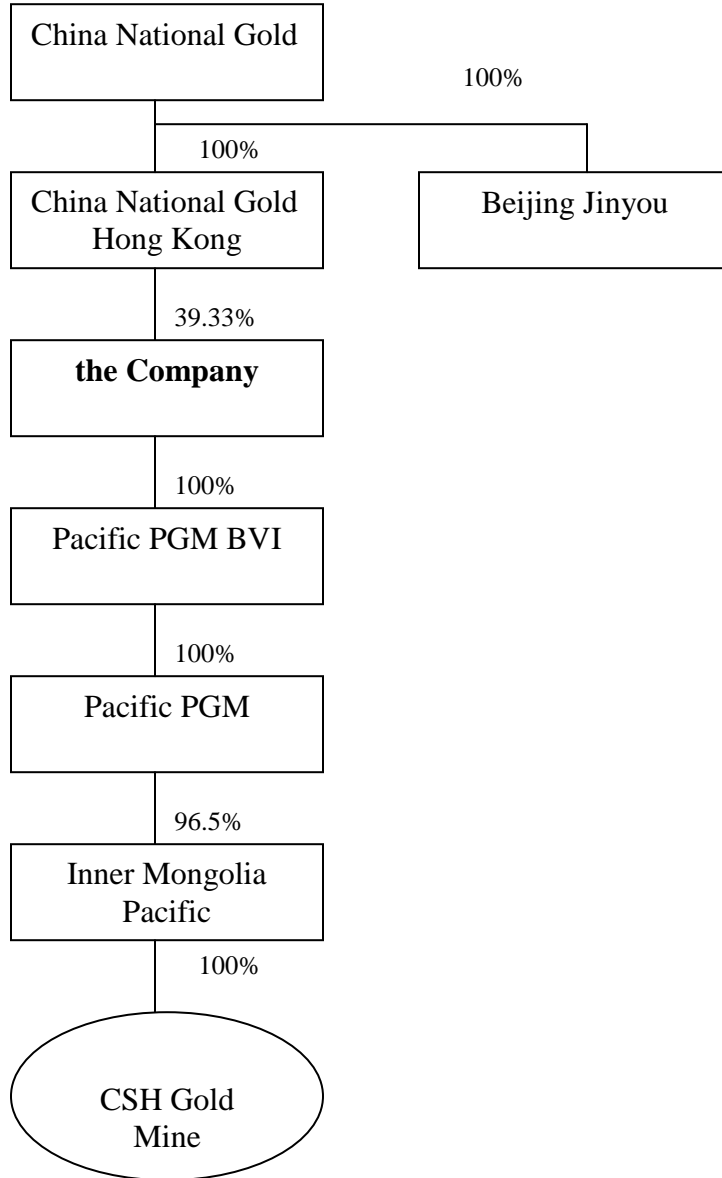 China National Gold
100%
100%
China National Gold
Hong Kong
Beijing Jinyou
39.33%
the Company
100%
Pacific PGM BVI
100%
Pacific PGM
96.5%
Inner Mongolia
Pacific
100%
CSH Gold
Mine